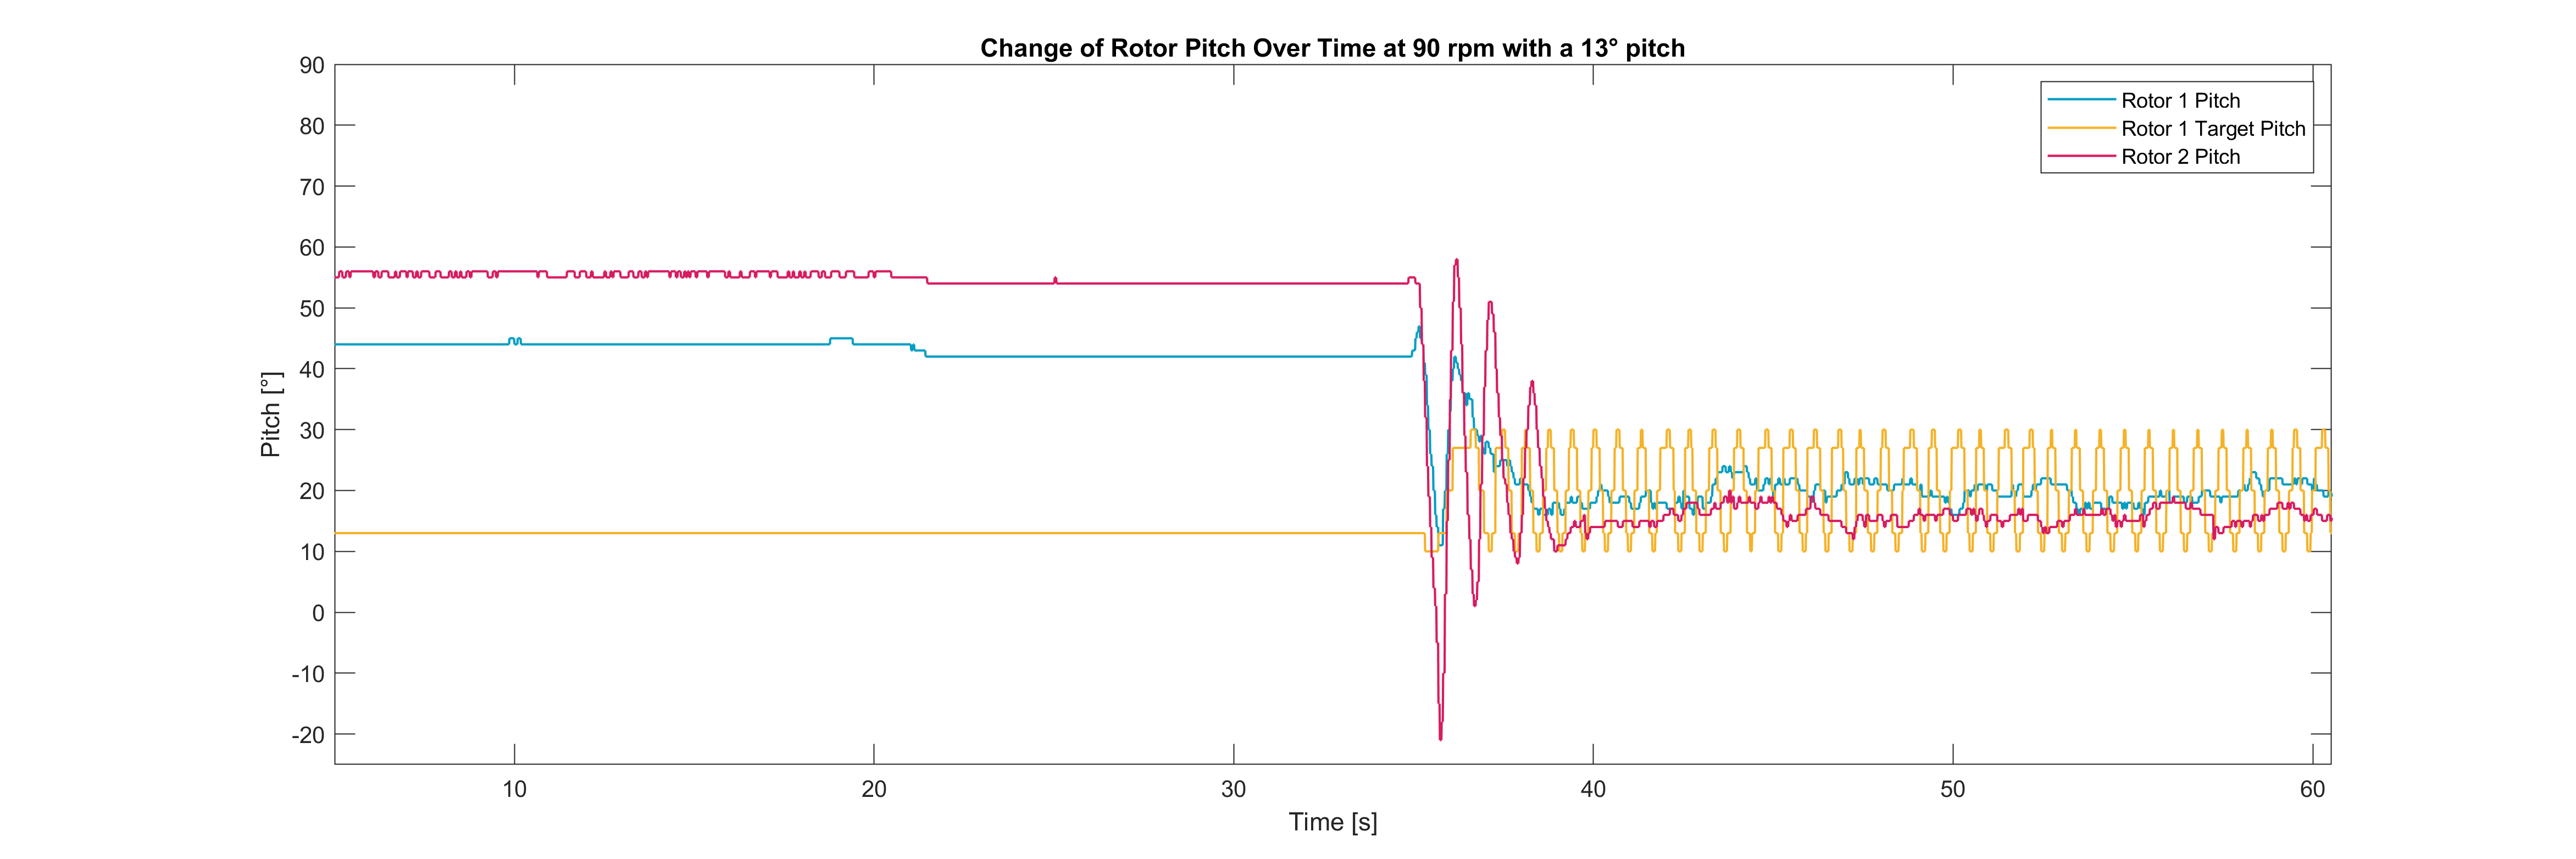 Change of Rotor Pitch Over Time at 90 rpm with a 13° pitch
90
80
70
60
50
40
30
20
10
0
-10
-20
Pitch [°]
Rotor 1 Pitch
Rotor 1 Target Pitch
Rotor 2 Pitch
10 20 30 40 50 60
Time [s]